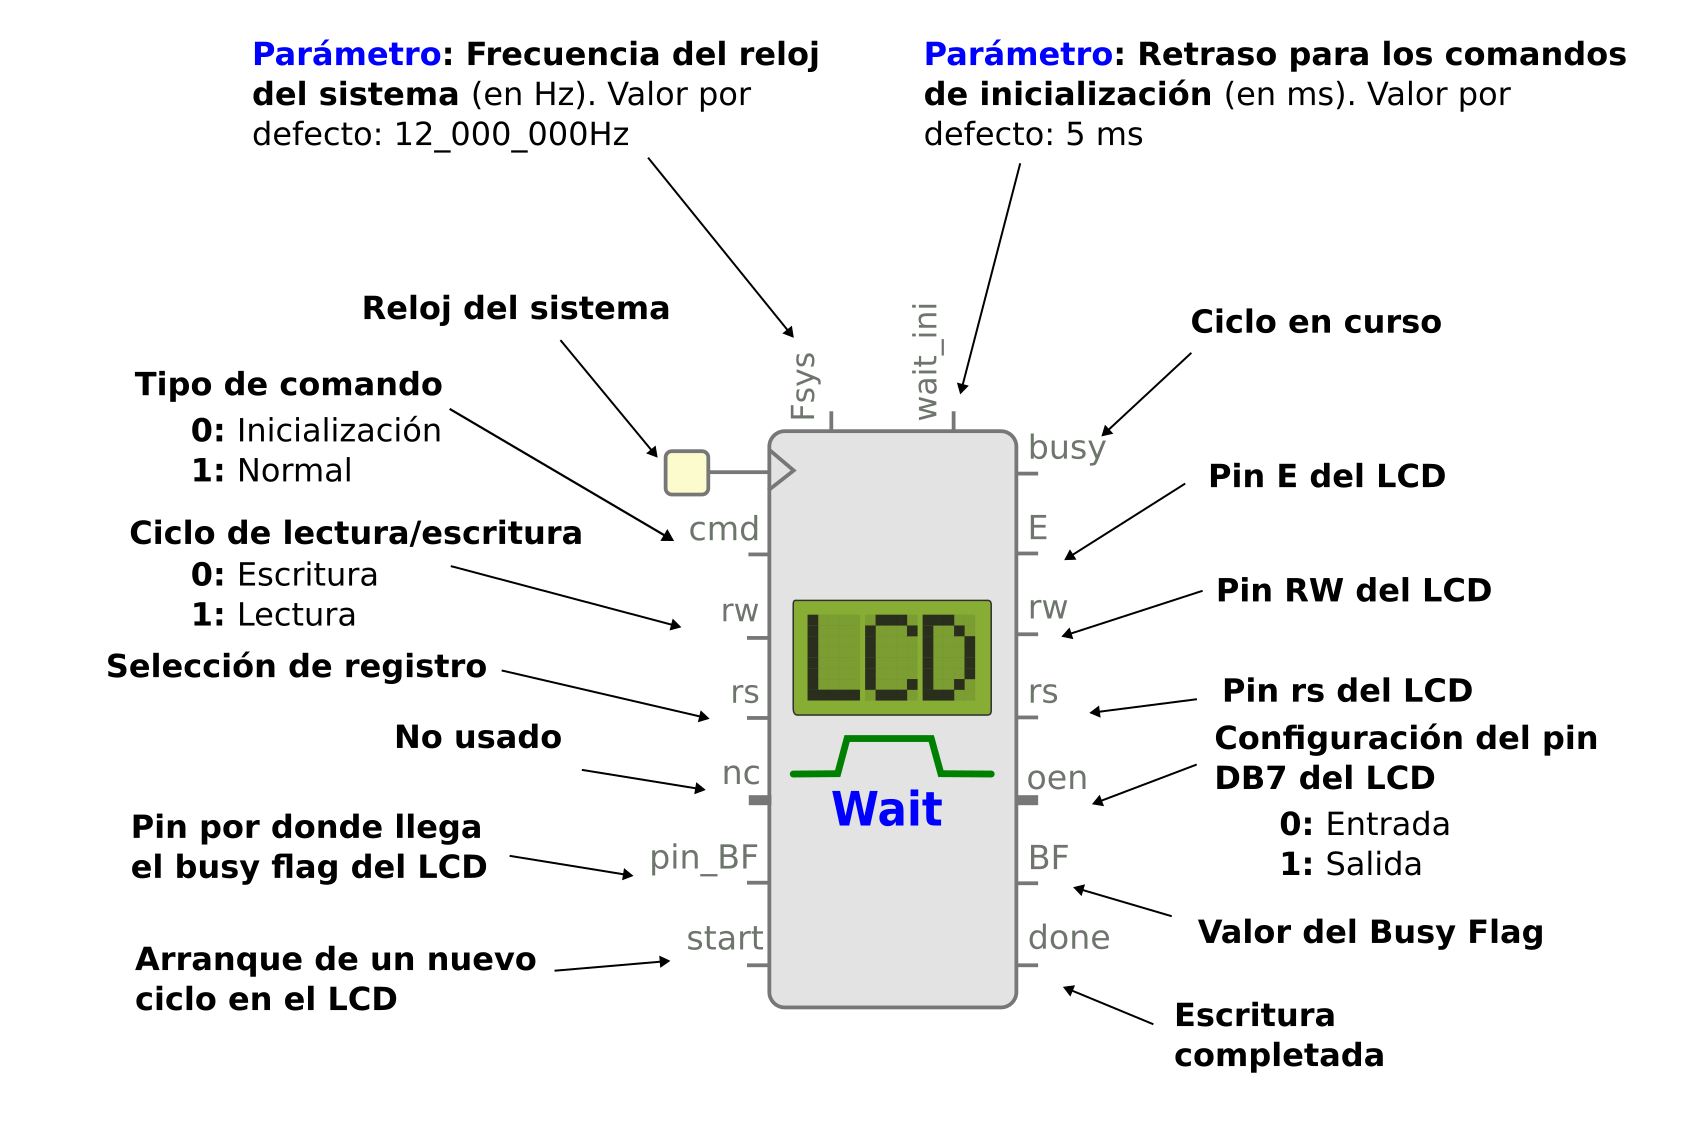 Parámetro: Frecuencia del reloj
del sistema (en Hz). Valor por
defecto: 12_000_000Hz
Parámetro: Retraso para los comandos
de inicialización (en ms). Valor por
defecto: 5 ms
Reloj del sistema
Tipo de comando
0: Inicialización
1: Normal
Ciclo de lectura/escritura
0: Escritura
1: Lectura
Selección de registro
No usado
Pin por donde llega
el busy flag del LCD
Arranque de un nuevo
ciclo en el LCD
Fsys
wait_ini
cmd
rw
rs
nc
pin_BF
start
LCD
Wait
busy
E
rw
rs
oen
BF
done
Ciclo en curso
Pin E del LCD
Pin RW del LCD
Pin rs del LCD
Configuración del pin
DB7 del LCD
0: Entrada
1: Salida
Valor del Busy Flag
Escritura
completada